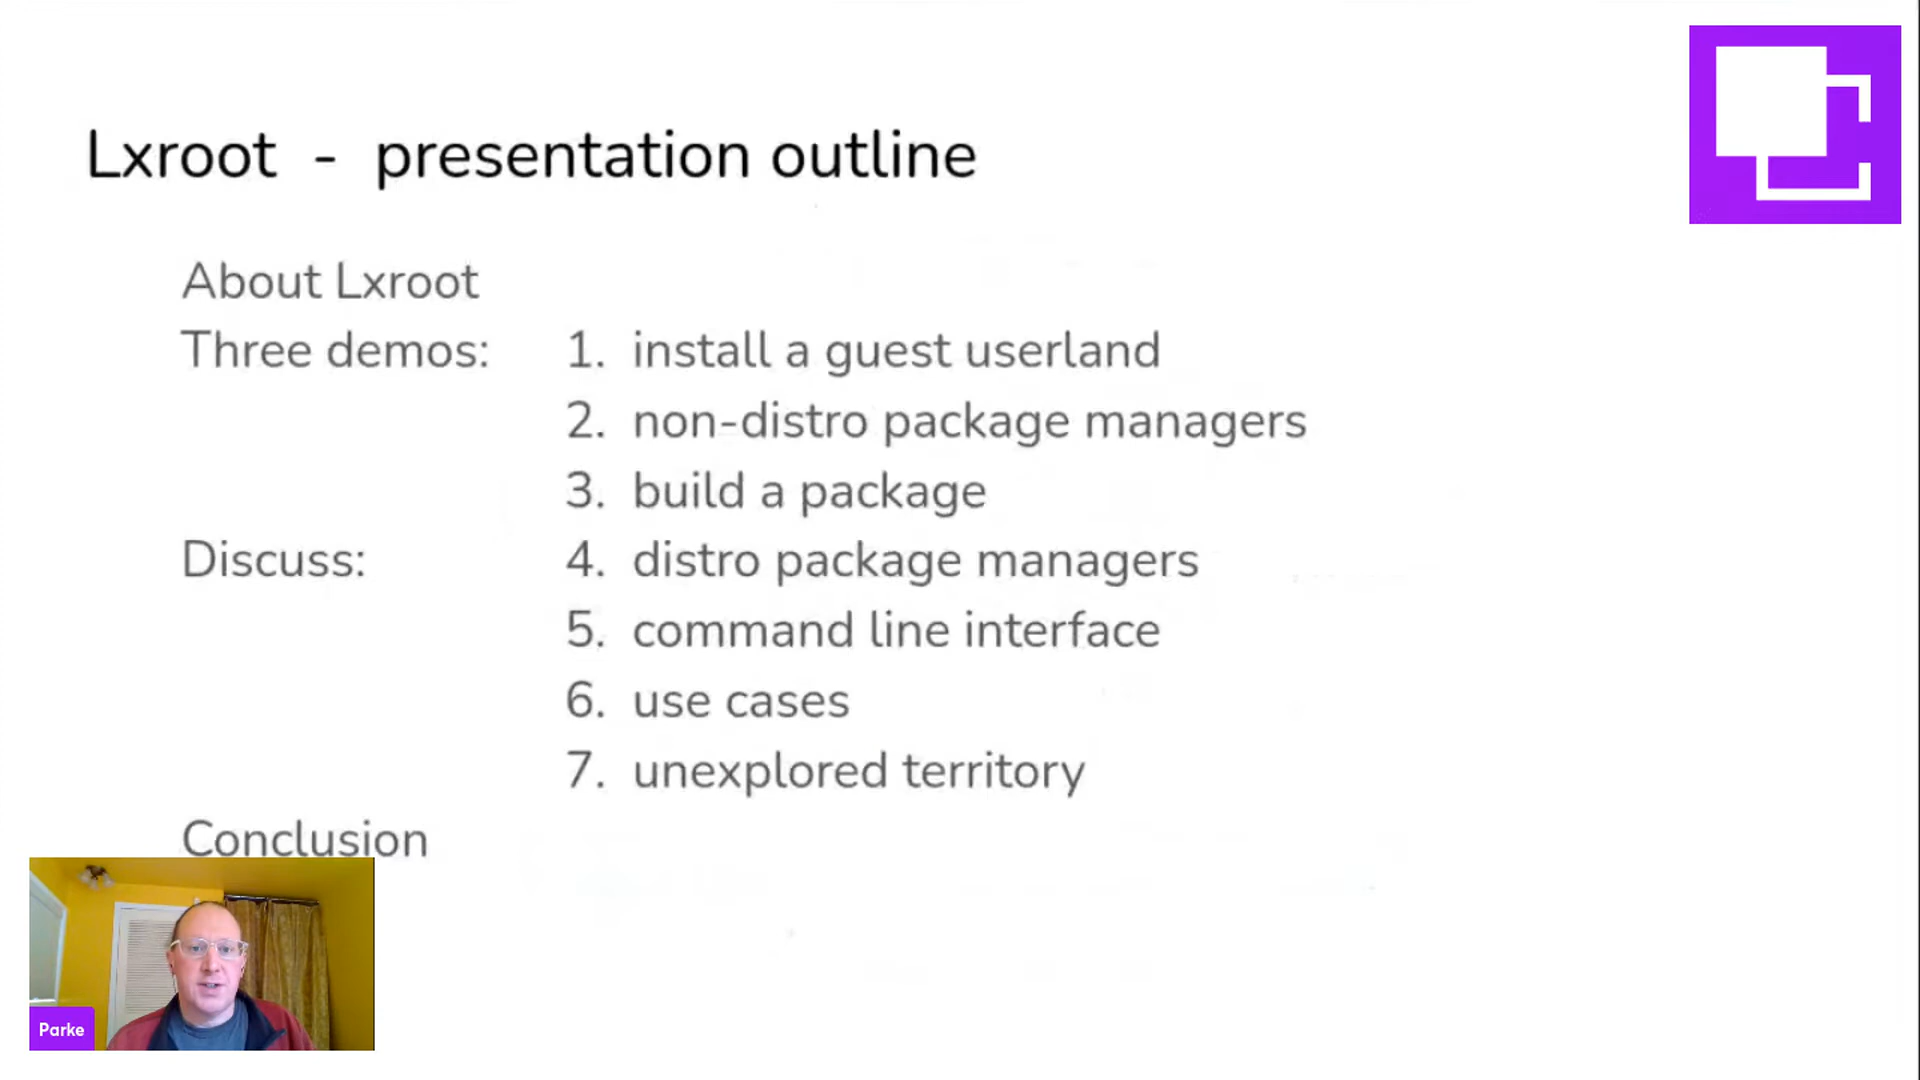 Lxroot - presentation outline
About Lxroot
Three demos: 1. install a guest userland
2. non-distro package managers
3. build a package
Discuss: 4. distro package managers
5. command line interface
6. use cases
7. unexplored territory
Conclusion
Parke